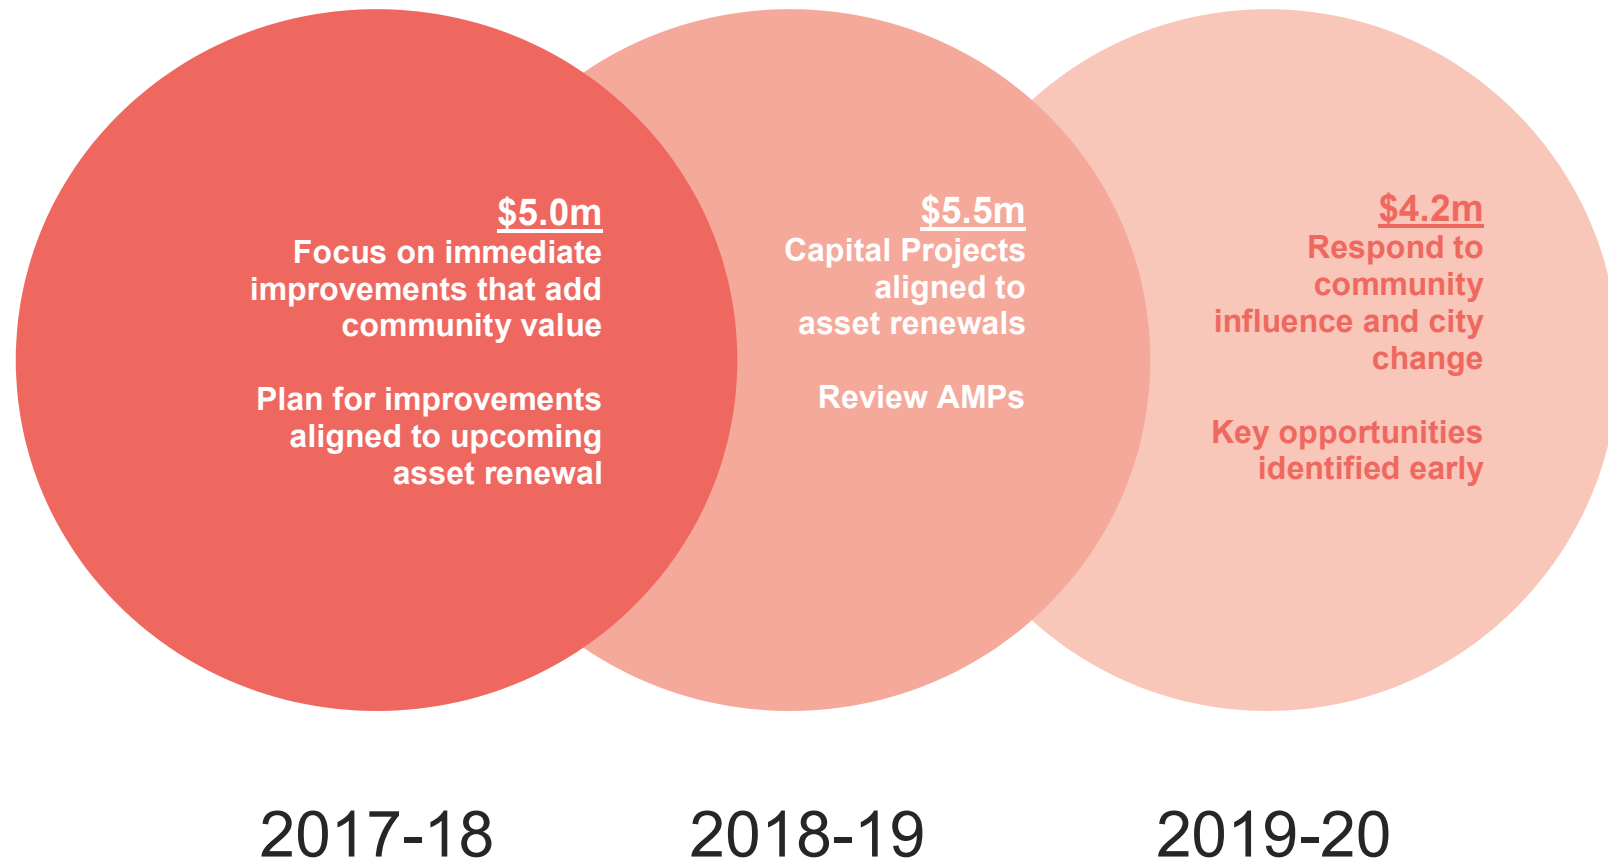 $5.0m
Focus on immediate
improvements that add
community value
Plan for improvements
aligned to upcoming
asset renewal
$5.5m
Capital Projects
aligned to
asset renewals
Review AMPs
$4.2m
Respond to
community
influence and city
change
Key opportunities
identified early
2017-18
2018-19
2019-20